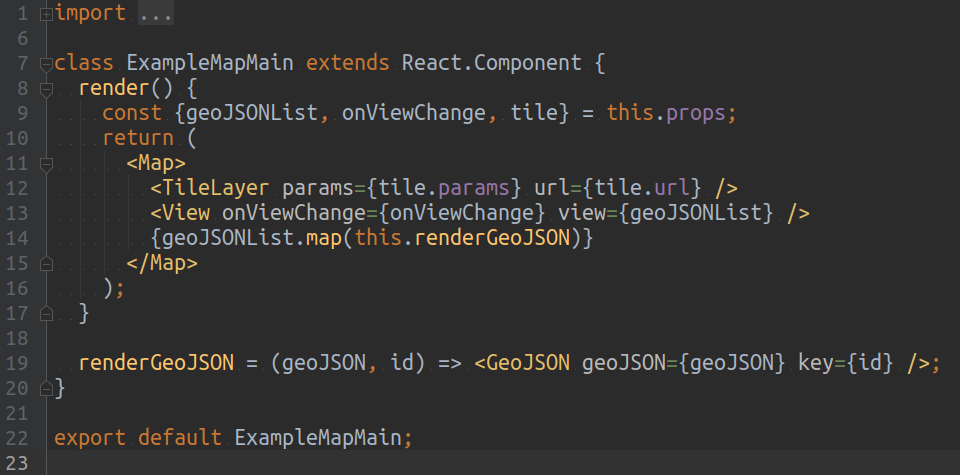 1 import ...
6
7 class ExampleMapMain extends React.Component {
8   render() {
9     const {geoJSONList, onViewChange, tile} = this.props;
10     return (
11       <Map>
12         <TileLayer params={tile.params} url={tile.url} />
13         <View onViewChange={onViewChange} view={geoJSONList} />
14         {geoJSONList.map(this.renderGeoJSON)}
15       </Map>
16     );
17   }
18
19   renderGeoJSON = (geoJSON, id) => <GeoJSON geoJSON={geoJSON} key={id} />;
20 }
21
22 export default ExampleMapMain;
23